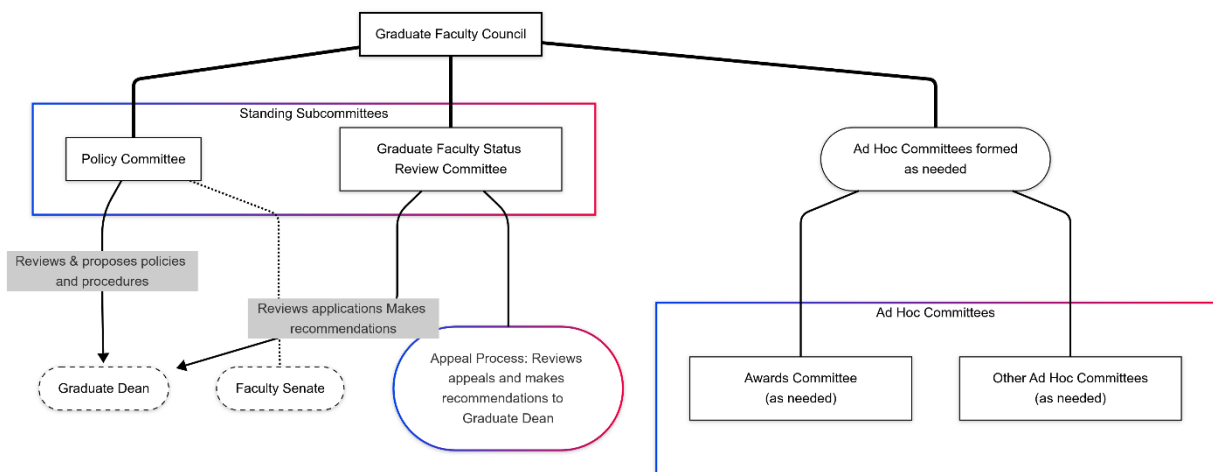 Graduate Faculty Council
Standing Subcommittees
Policy Committee
Graduate Faculty Status
Review Committee
Ad Hoc Committees formed
as needed
Reviews & proposes policies
and procedures
Reviews applications Makes
recommendations
Ad Hoc Committees
Graduate Dean
Faculty Senate
Appeal Process: Reviews
appeals and makes
recommendations to
Graduate Dean
Awards Committee
(as needed)
Other Ad Hoc Committees
(as needed)